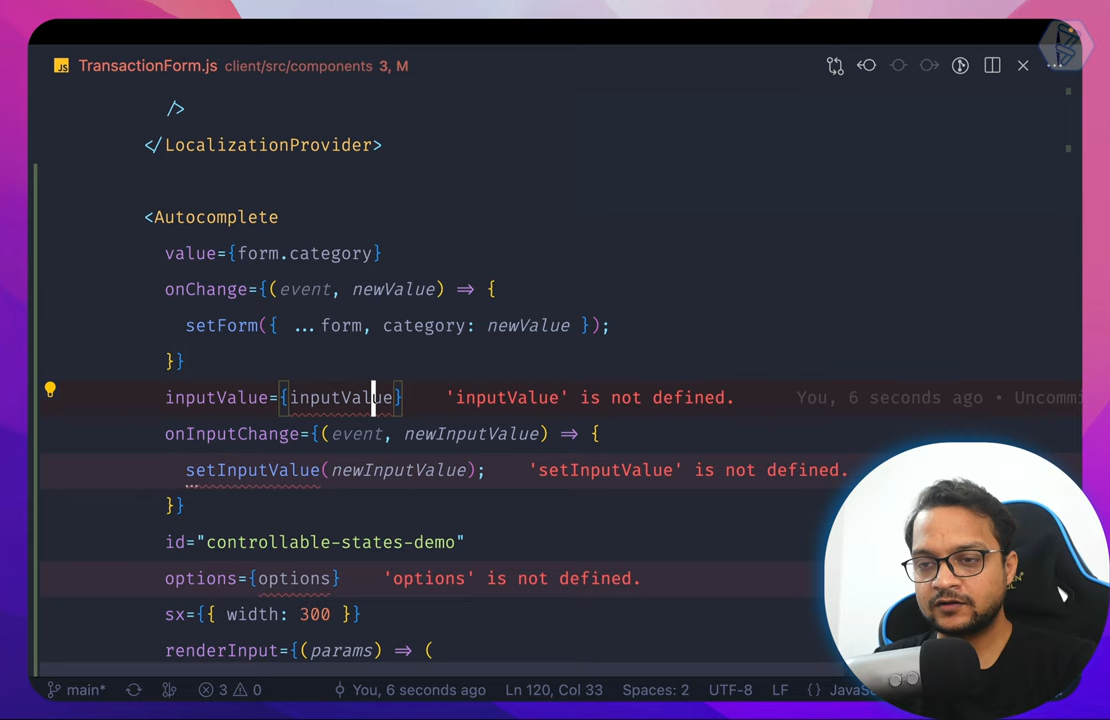 JS TransactionForm.js client/src/components 3, M
/>
</LocalizationProvider>
<Autocomplete
value={form.category}
onChange={(event, newValue) => {
setForm({ ...form, category: newValue });
}}
inputValue={inputValue} 'inputValue' is not defined. You, 6 seconds ago • Uncommi
onInputChange={(event, newInputValue) => {
setInputValue(newInputValue); 'setInputValue' is not defined.
}}
id="controllable-states-demo"
options={options} 'options' is not defined.
sx={{ width: 300 }}
renderInput={(params) => (
main* 3 0 You, 6 seconds ago Ln 120, Col 33 Spaces: 2 UTF-8 LF {} JavaS